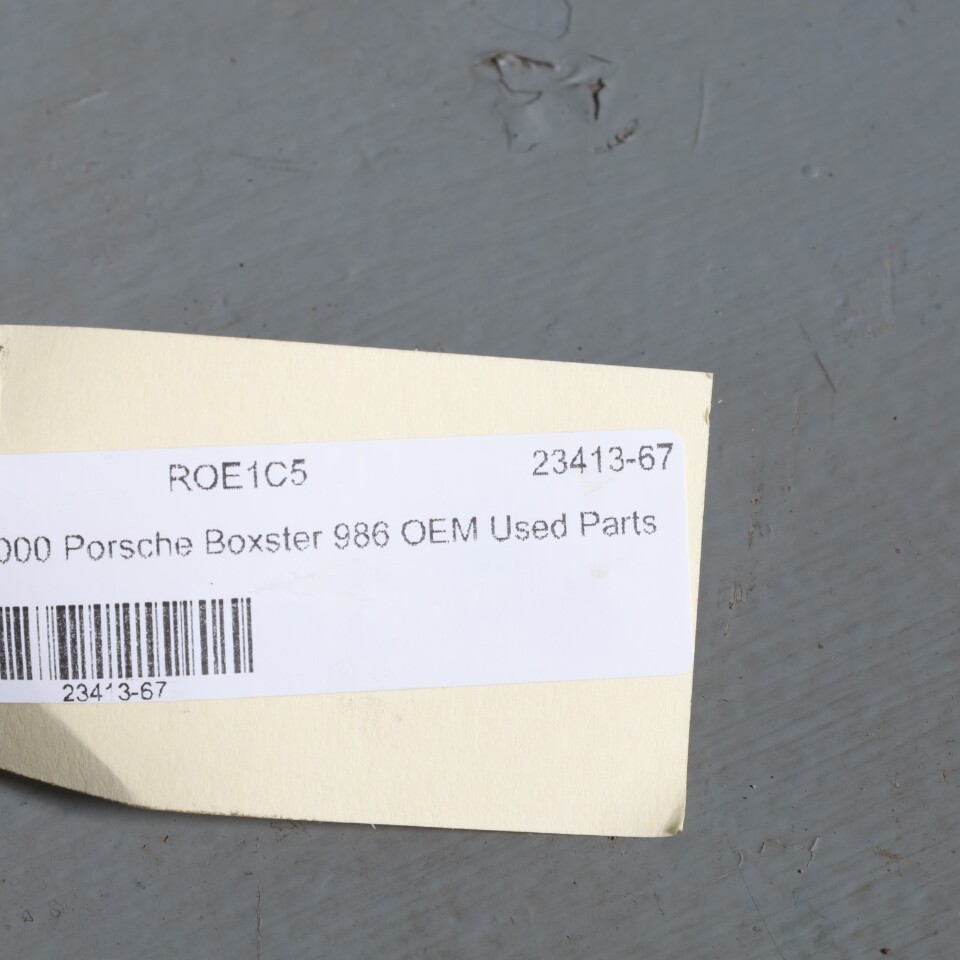 ROE1C5 23413-67
000 Porsche Boxster 986 OEM Used Parts
23413-67